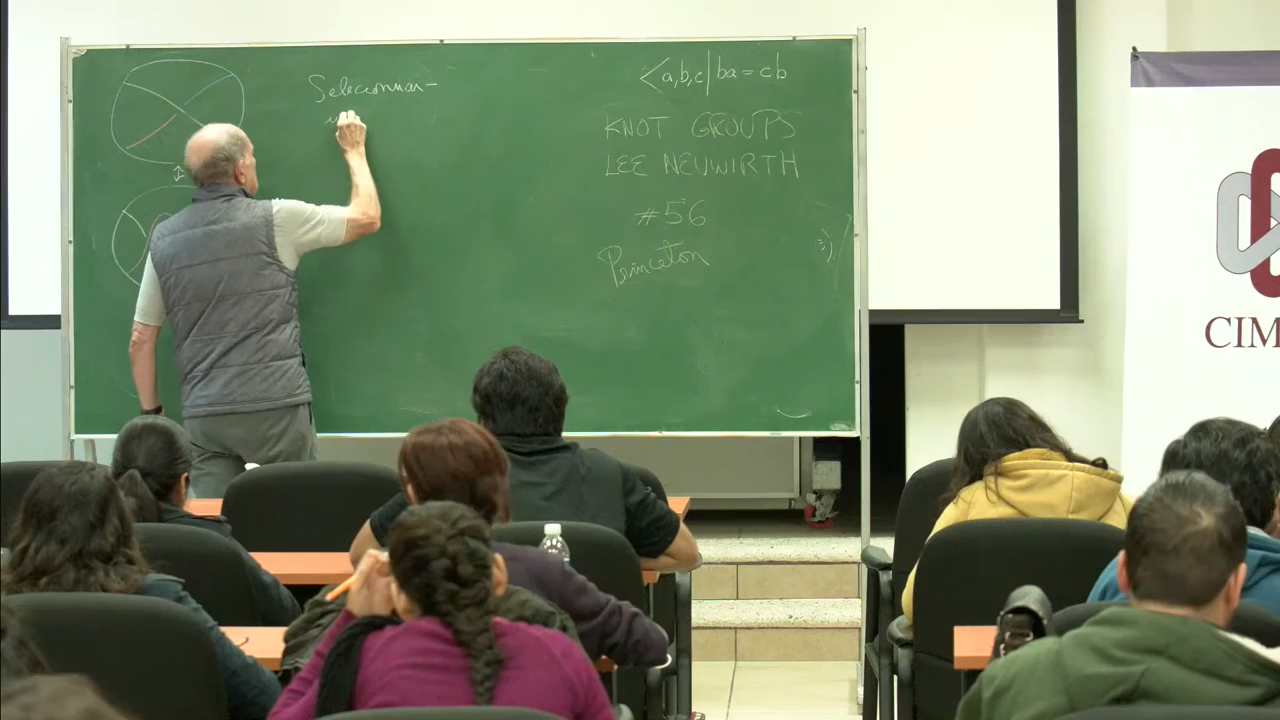 Seleccionar-
<a,b,c|ba=cb
KNOT GROUPS
LEE NEUWIRTH
#56
Princeton
CIM